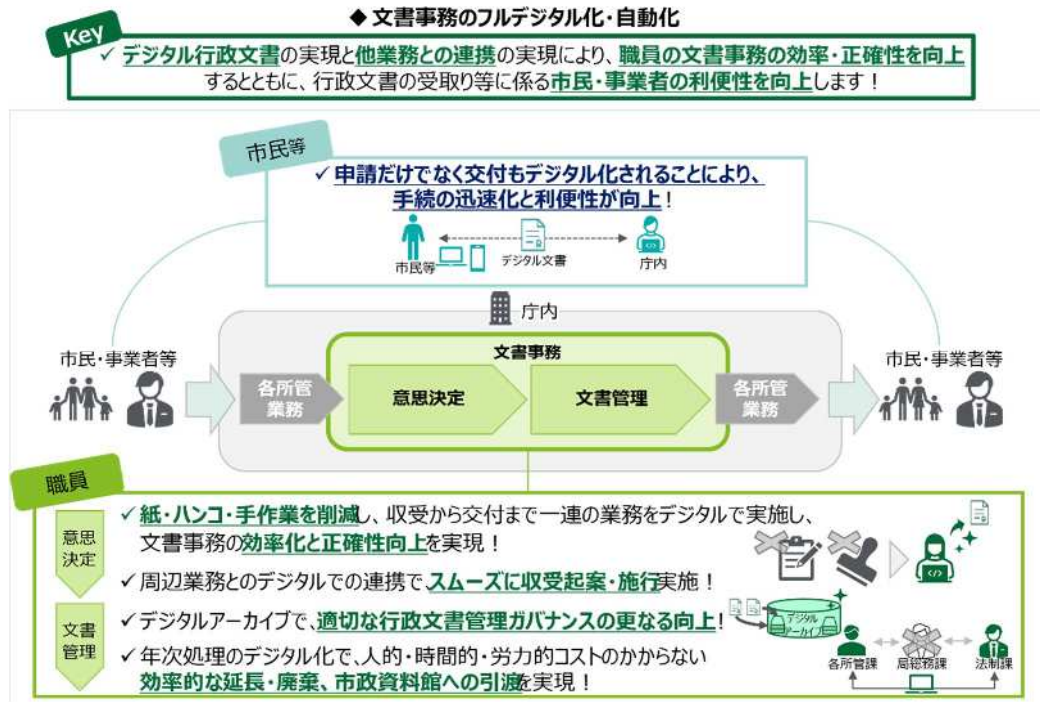 ◆ 文書事務のフルデジタル化・自動化
Key
✓ デジタル行政文書の実現と他業務との連携の実現により、職員の文書事務の効率・正確性を向上
するとともに、行政文書の受取り等に係る市民・事業者の利便性を向上します！
市民等
✓ 申請だけでなく交付もデジタル化されることにより、
手続の迅速化と利便性が向上！
市民等
デジタル文書
庁内
庁内
市民・事業者等
各所管
業務
文書事務
意思決定
文書管理
各所管
業務
市民・事業者等
職員
意思
決定
✓ 紙・ハンコ・手作業を削減し、収受から交付まで一連の業務をデジタルで実施し、
文書事務の効率化と正確性向上を実現！
✓ 周辺業務とのデジタルでの連携で、スムーズに収受起案・施行実施！
文書
管理
✓ デジタルアーカイブで、適切な行政文書管理ガバナンスの更なる向上！
✓ 年次処理のデジタル化で、人的・時間的・労力的コストのかからない
効率的な延長・廃棄、市政資料館への引渡を実現！
デジタル
アーカイブ
各所管課
局総務課
法制課